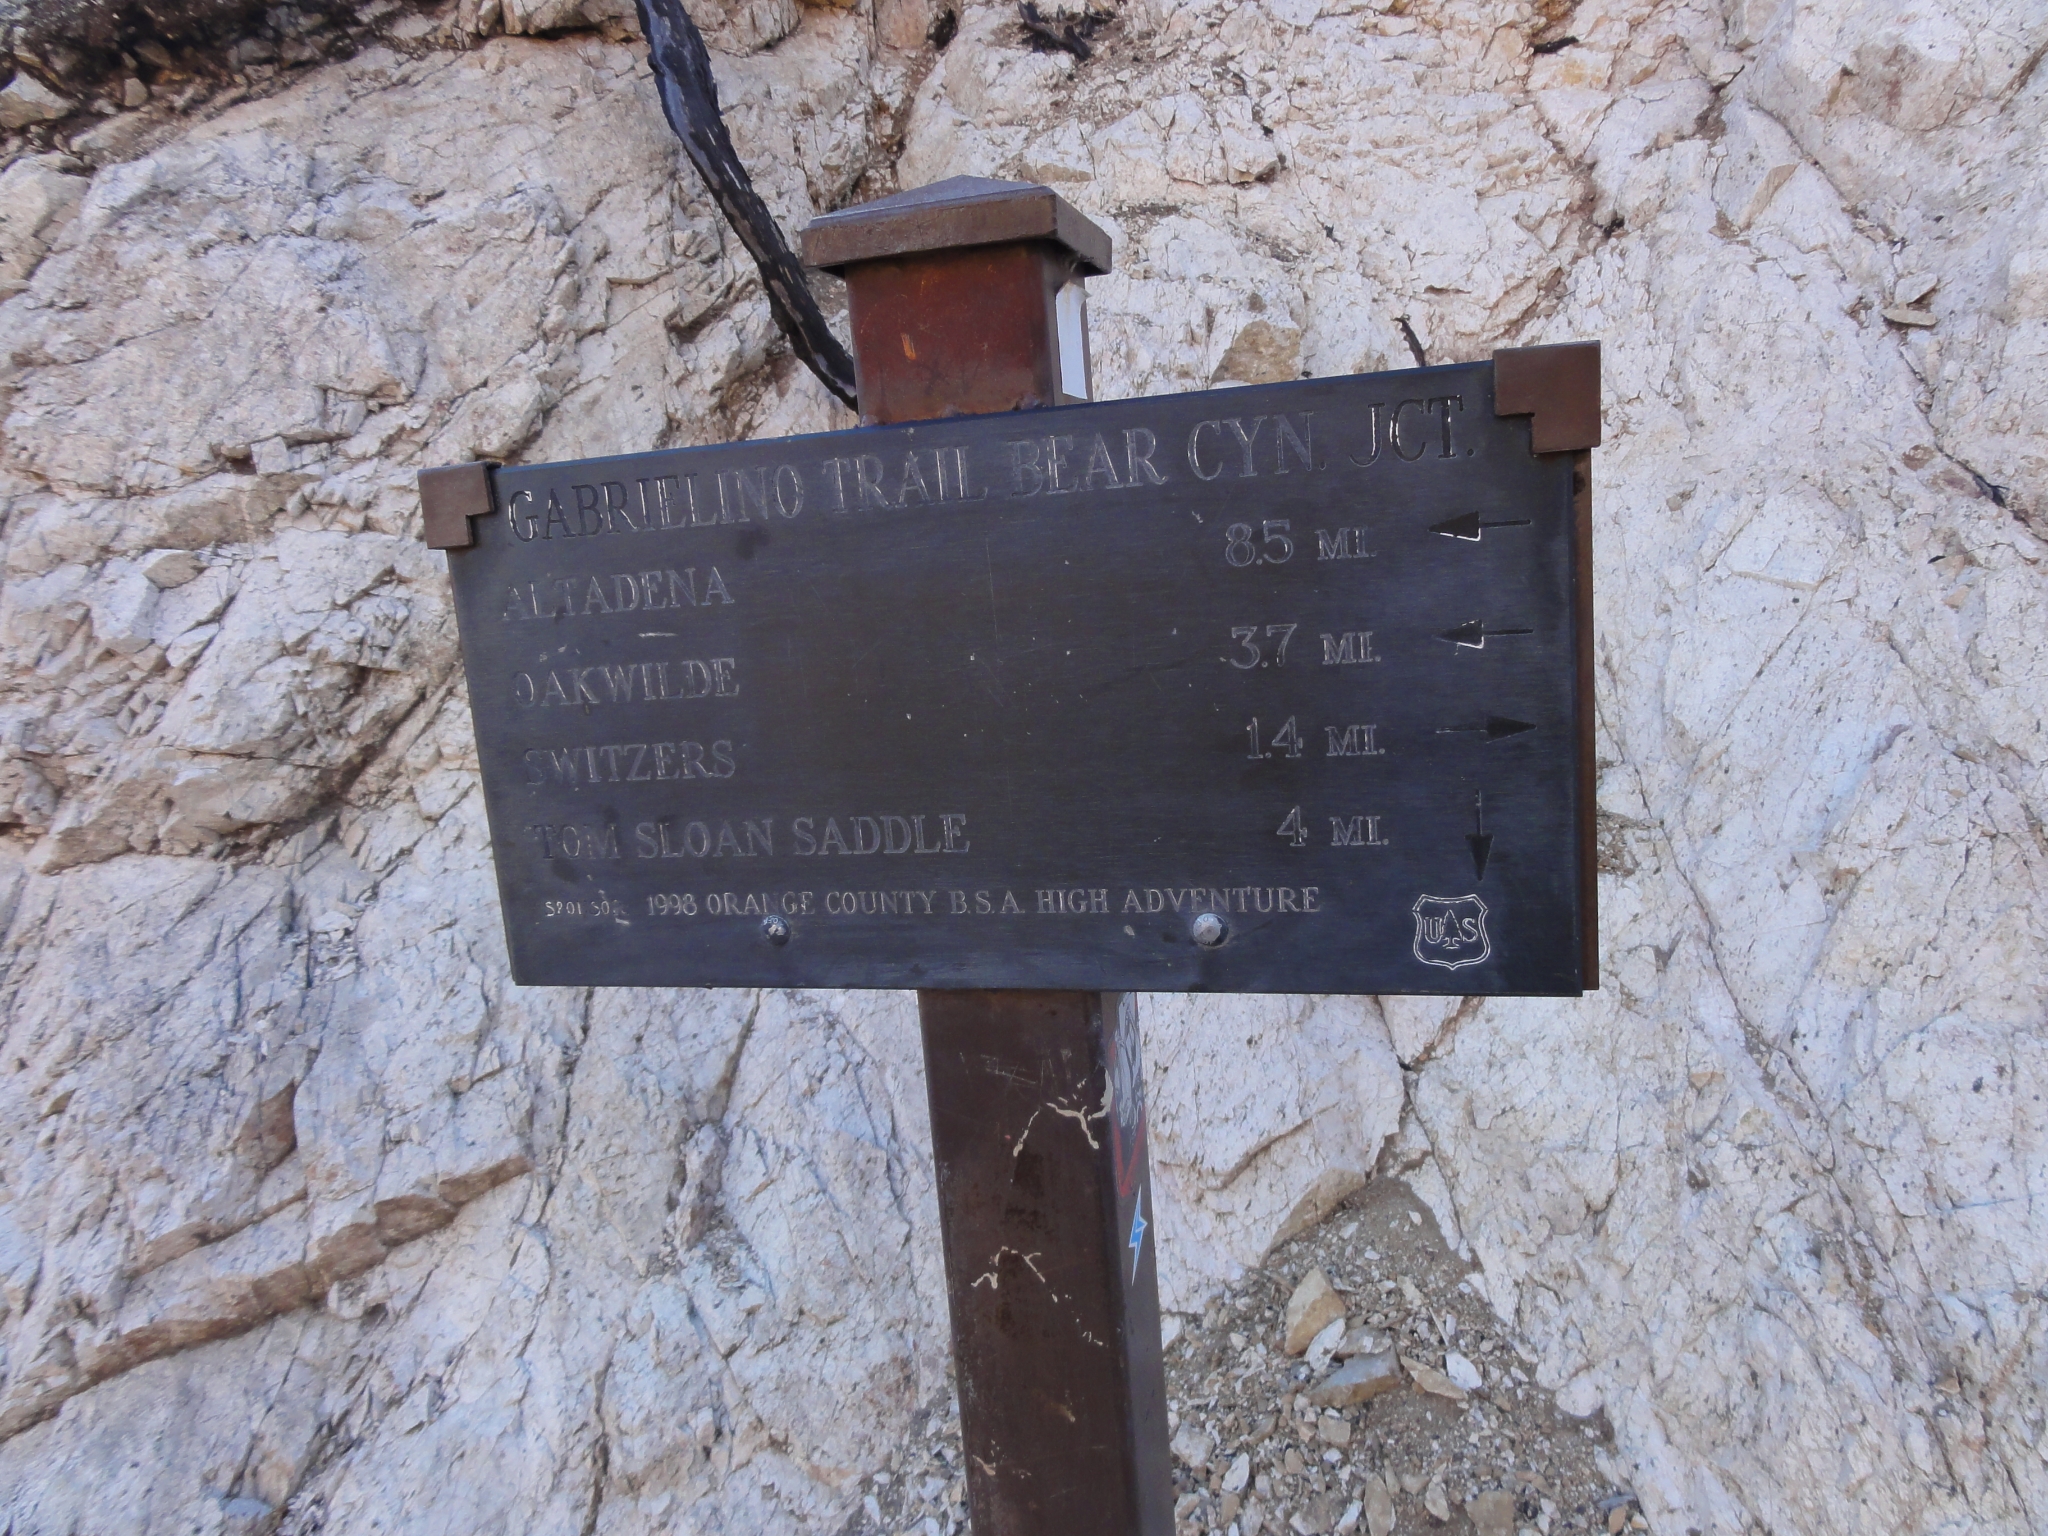 GABRIELINO TRAIL BEAR CYN. JCT.
ALTADENA 8.5 MI.
OAKWILDE 3.7 MI.
SWITZERS 1.4 MI.
TOM SLOAN SADDLE 4 MI.
1998 ORANGE COUNTY B.S.A. HIGH ADVENTURE
U S